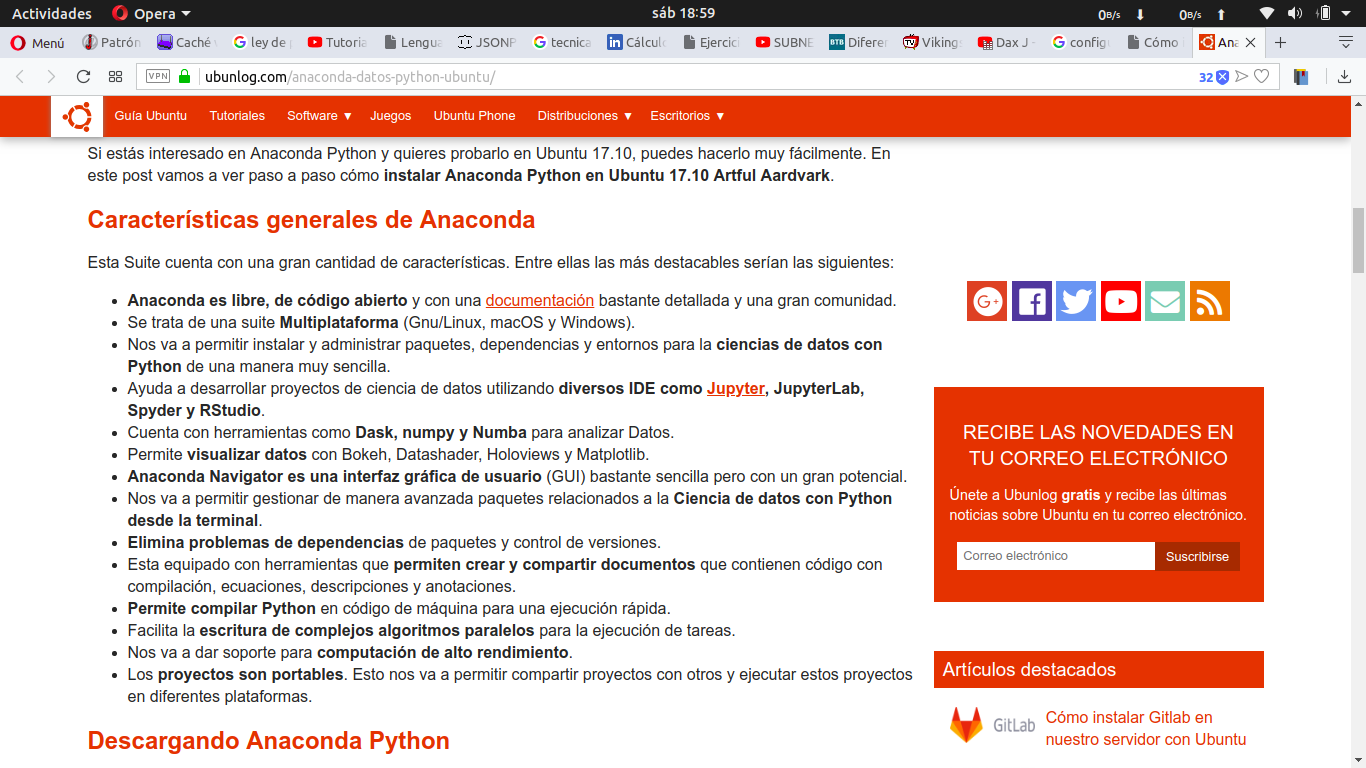 Actividades Opera sáb 18:59 0B/s 0B/s
Menú Patrón Caché ley de Tutoria Lengua JSONP tecnica Cálculo Ejercici SUBNE Diferen Viking Dax J - config Cómo Ana
VPN ubunlog.com/anaconda-datos-python-ubuntu/ 32
Guía Ubuntu Tutoriales Software ▼ Juegos Ubuntu Phone Distribuciones ▼ Escritorios ▼
Si estás interesado en Anaconda Python y quieres probarlo en Ubuntu 17.10, puedes hacerlo muy fácilmente. En
este post vamos a ver paso a paso cómo instalar Anaconda Python en Ubuntu 17.10 Artful Aardvark.
Características generales de Anaconda
Esta Suite cuenta con una gran cantidad de características. Entre ellas las más destacables serían las siguientes:
• Anaconda es libre, de código abierto y con una documentación bastante detallada y una gran comunidad.
• Se trata de una suite Multiplataforma (Gnu/Linux, macOS y Windows).
• Nos va a permitir instalar y administrar paquetes, dependencias y entornos para la ciencias de datos con
Python de una manera muy sencilla.
• Ayuda a desarrollar proyectos de ciencia de datos utilizando diversos IDE como Jupyter, JupyterLab,
Spyder y RStudio.
• Cuenta con herramientas como Dask, numpy y Numba para analizar Datos.
• Permite visualizar datos con Bokeh, Datashader, Holoviews y Matplotlib.
• Anaconda Navigator es una interfaz gráfica de usuario (GUI) bastante sencilla pero con un gran potencial.
• Nos va a permitir gestionar de manera avanzada paquetes relacionados a la Ciencia de datos con Python
desde la terminal.
• Elimina problemas de dependencias de paquetes y control de versiones.
• Esta equipado con herramientas que permiten crear y compartir documentos que contienen código con
compilación, ecuaciones, descripciones y anotaciones.
• Permite compilar Python en código de máquina para una ejecución rápida.
• Facilita la escritura de complejos algoritmos paralelos para la ejecución de tareas.
• Nos va a dar soporte para computación de alto rendimiento.
• Los proyectos son portables. Esto nos va a permitir compartir proyectos con otros y ejecutar estos proyectos
en diferentes plataformas.
Descargando Anaconda Python
RECIBE LAS NOVEDADES EN
TU CORREO ELECTRÓNICO
Únete a Ubunlog gratis y recibe las últimas
noticias sobre Ubuntu en tu correo electrónico.
Correo electrónico Suscribirse
Artículos destacados
GitLab
Cómo instalar Gitlab en
nuestro servidor con Ubuntu